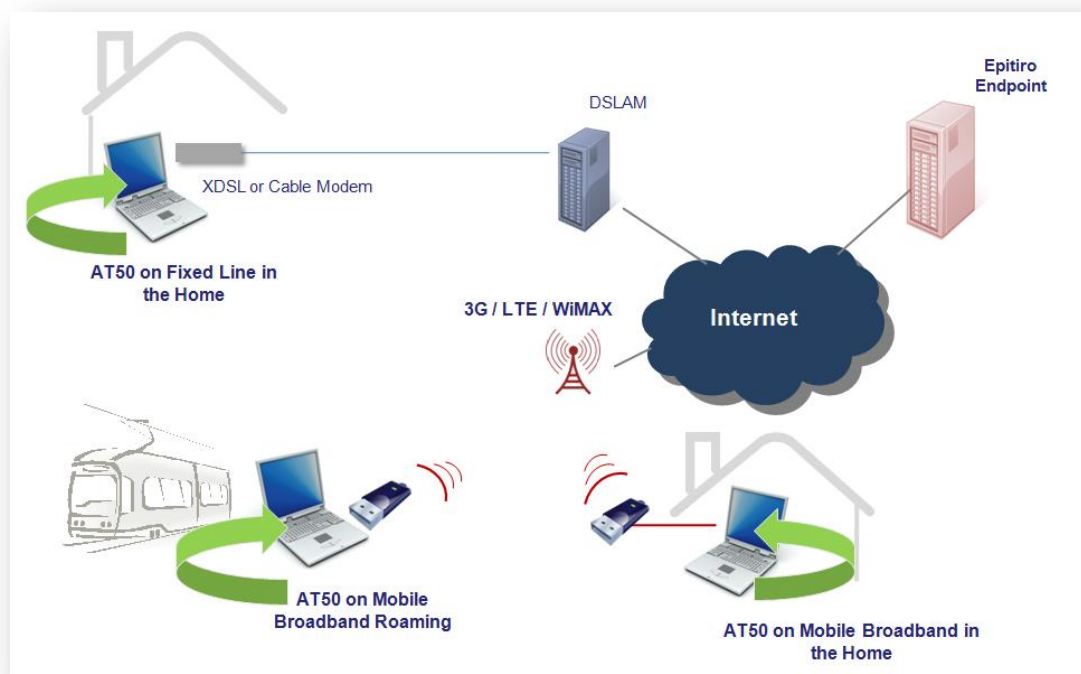 Epitiro
Endpoint
DSLAM
XDSL or Cable Modem
AT50 on Fixed Line in
the Home
3G / LTE / WiMAX
Internet
AT50 on Mobile
Broadband Roaming
AT50 on Mobile Broadband in
the Home